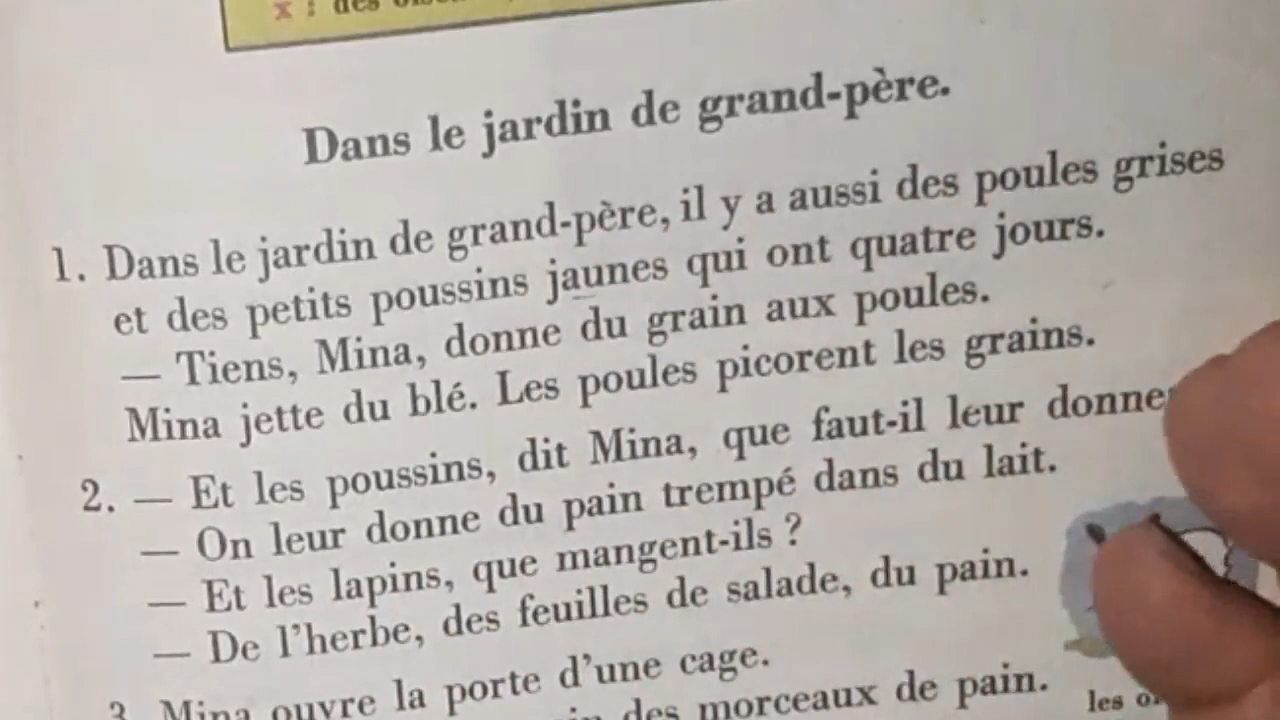 x : des
Dans le jardin de grand-père.
1. Dans le jardin de grand-père, il y a aussi des poules grises
et des petits poussins jaunes qui ont quatre jours.
— Tiens, Mina, donne du grain aux poules.
Mina jette du blé. Les poules picorent les grains.
2. — Et les poussins, dit Mina, que faut-il leur donne
— On leur donne du pain trempé dans du lait.
— Et les lapins, que mangent-ils ?
— De l'herbe, des feuilles de salade, du pain.
3. Mina ouvre la porte d'une cage.
des morceaux de pain.
les